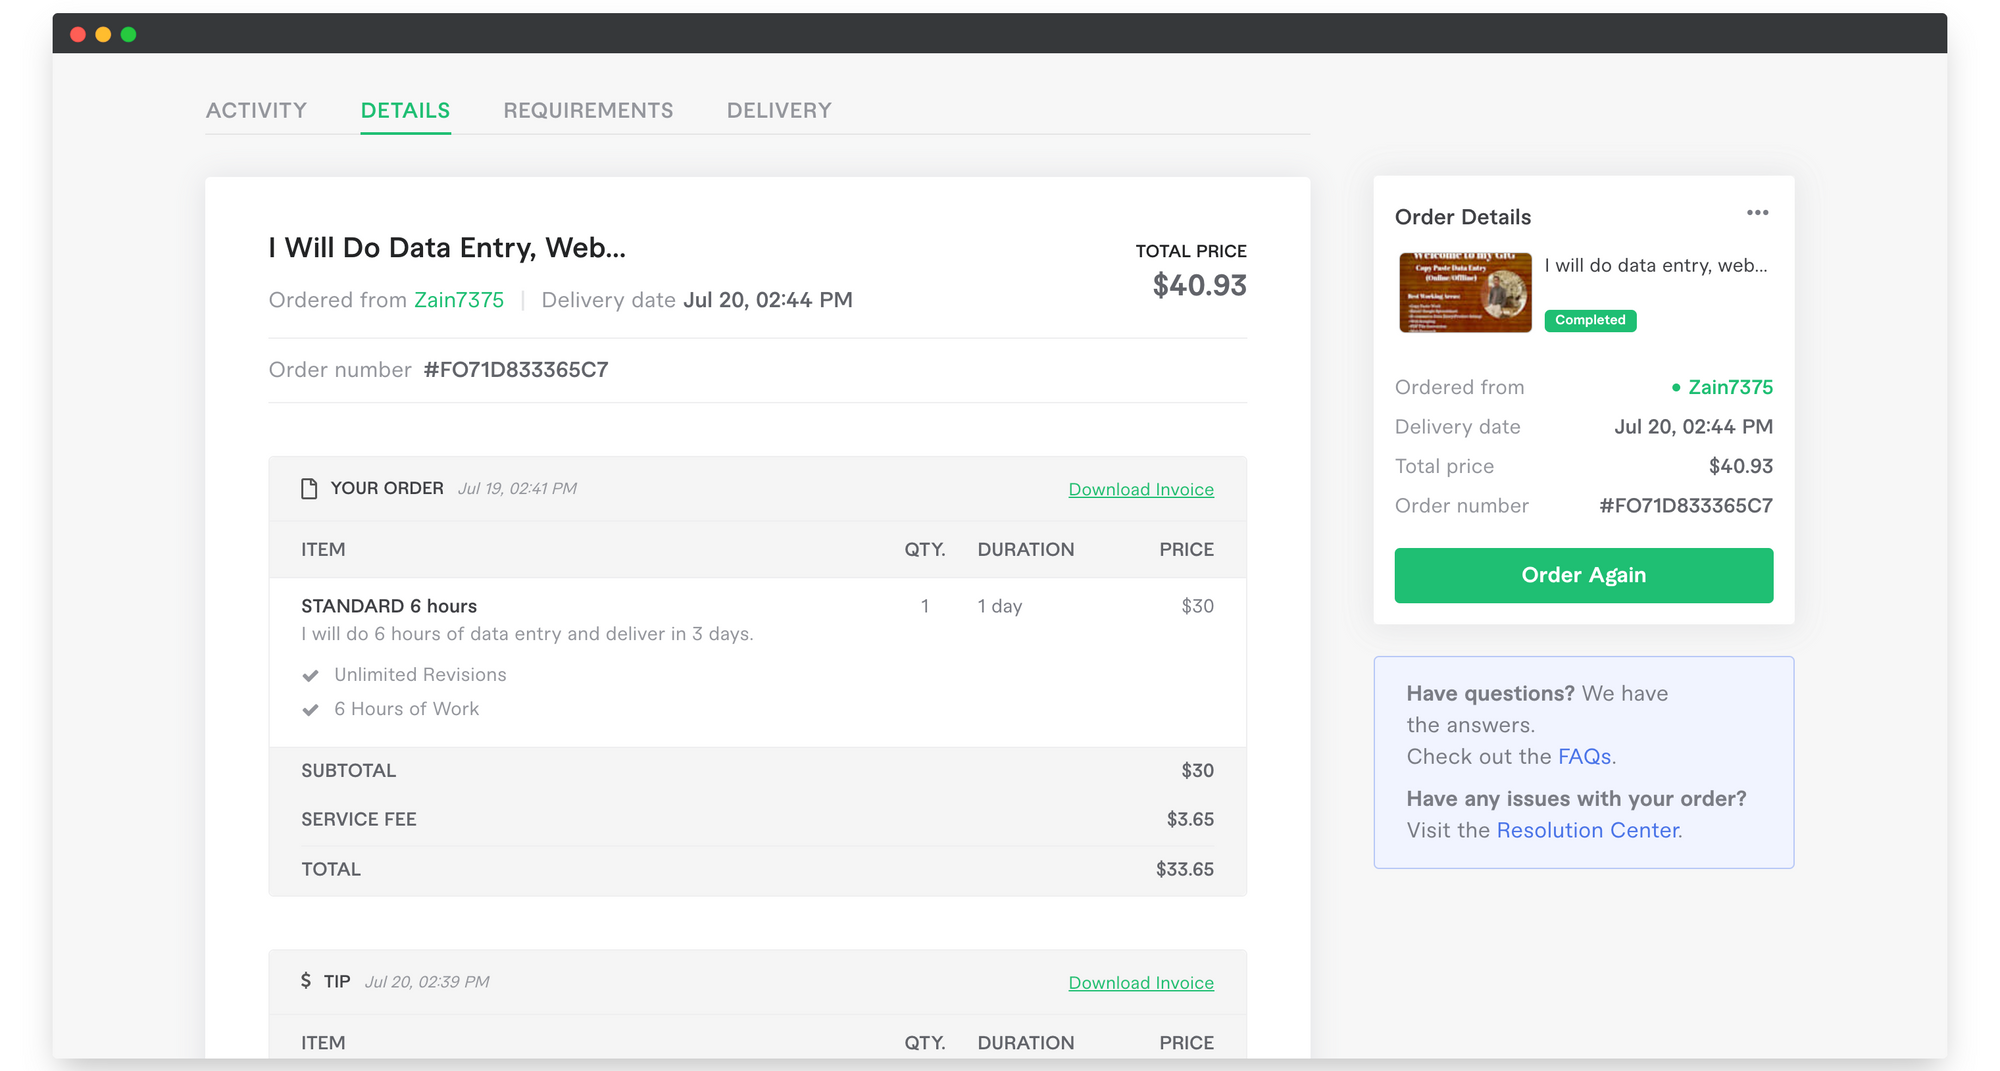 ACTIVITY DETAILS REQUIREMENTS DELIVERY
I Will Do Data Entry, Web...
TOTAL PRICE
$40.93
Ordered from Zain7375 | Delivery date Jul 20, 02:44 PM
Order number #FO71D833365C7
YOUR ORDER Jul 19, 02:41 PM Download Invoice
ITEM QTY. DURATION PRICE
STANDARD 6 hours 1 1 day $30
I will do 6 hours of data entry and deliver in 3 days.
Unlimited Revisions
6 Hours of Work
SUBTOTAL $30
SERVICE FEE $3.65
TOTAL $33.65
$ TIP Jul 20, 02:39 PM Download Invoice
ITEM QTY. DURATION PRICE
Order Details
Welcome to my GIG
Copy Paste Data Entry
(Online/Offline)
Best Working Areas:
I will do data entry, web...
Completed
Ordered from Zain7375
Delivery date Jul 20, 02:44 PM
Total price $40.93
Order number #FO71D833365C7
Order Again
Have questions? We have
the answers.
Check out the FAQs.
Have any issues with your order?
Visit the Resolution Center.